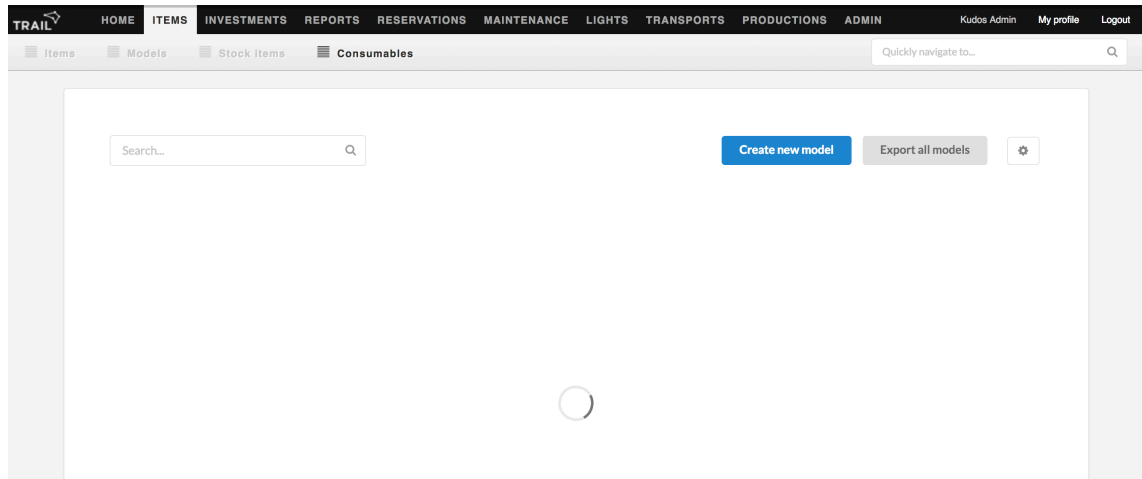 TRAIL HOME ITEMS INVESTMENTS REPORTS RESERVATIONS MAINTENANCE LIGHTS TRANSPORTS PRODUCTIONS ADMIN Kudos Admin My profile Logout
Items Models Stock items Consumables Quickly navigate to...
Search... Create new model Export all models